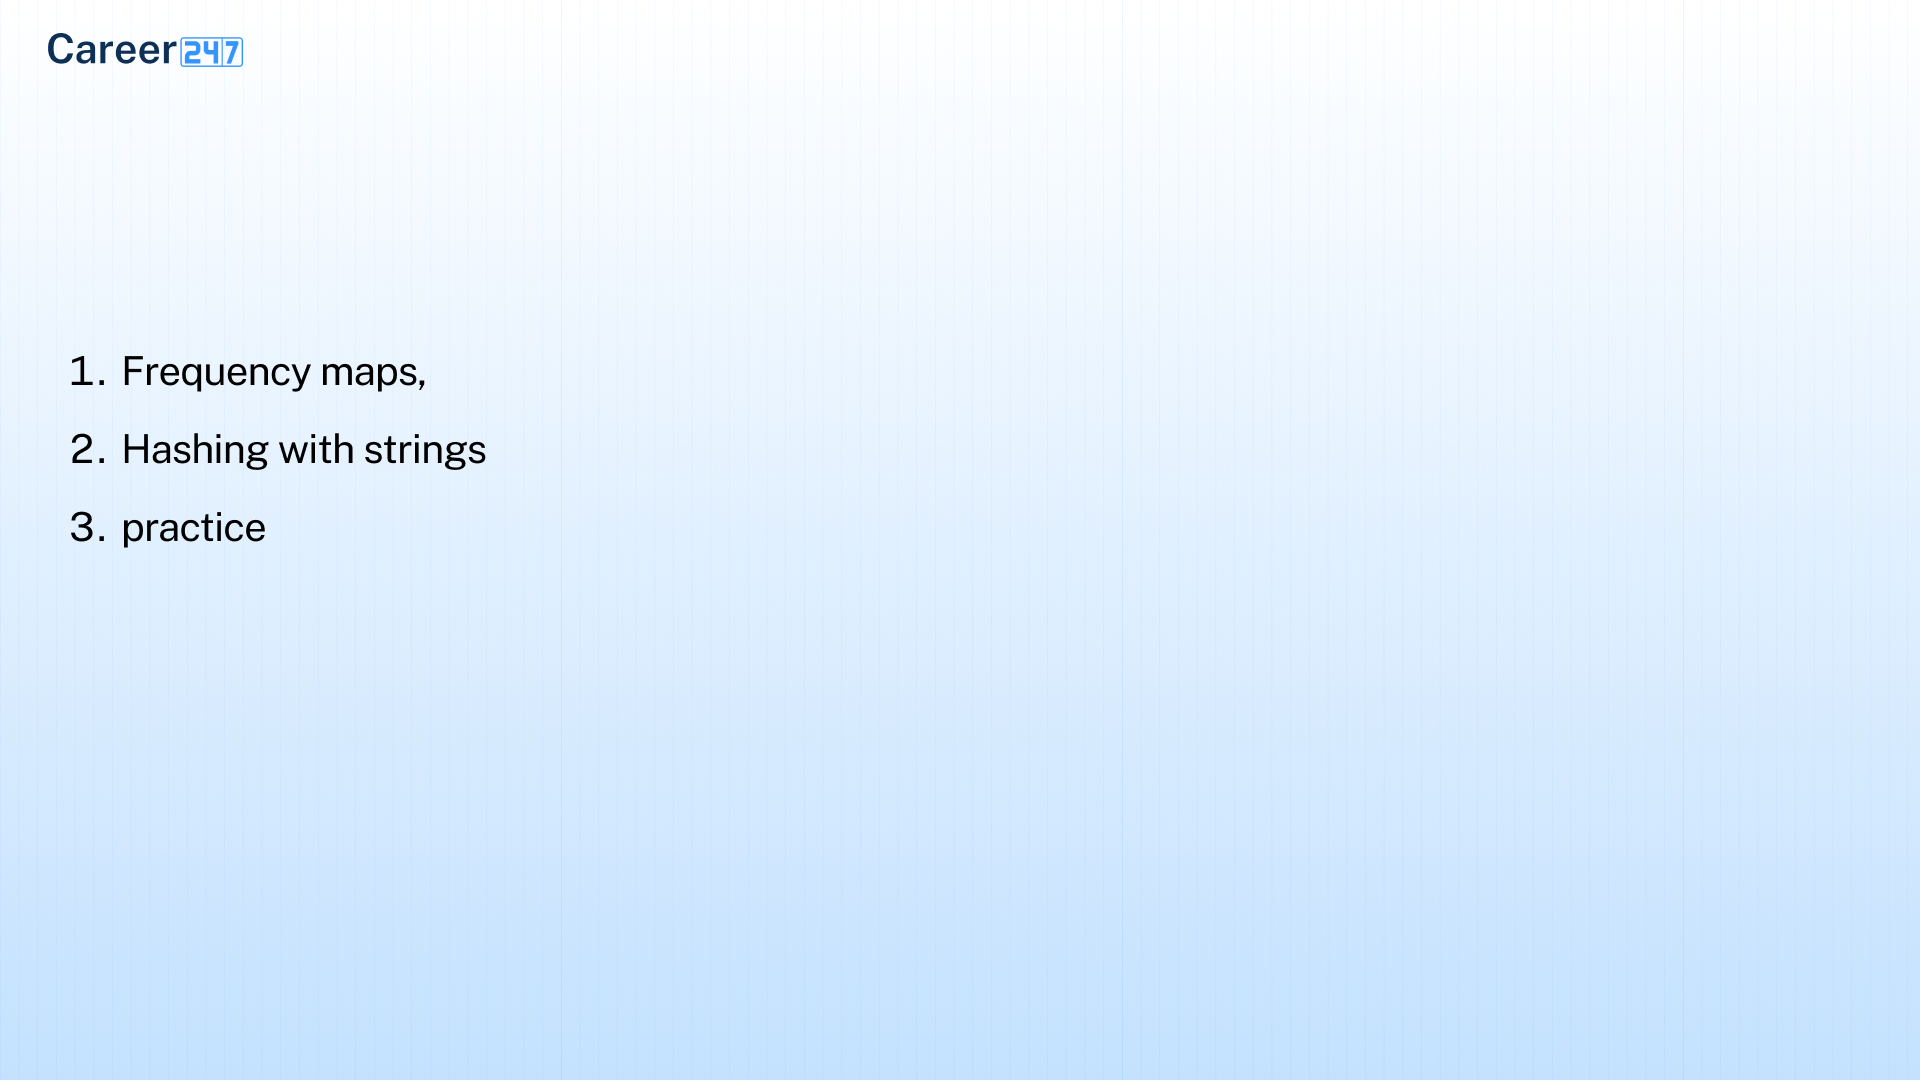 Career247
1. Frequency maps,
2. Hashing with strings
3. practice